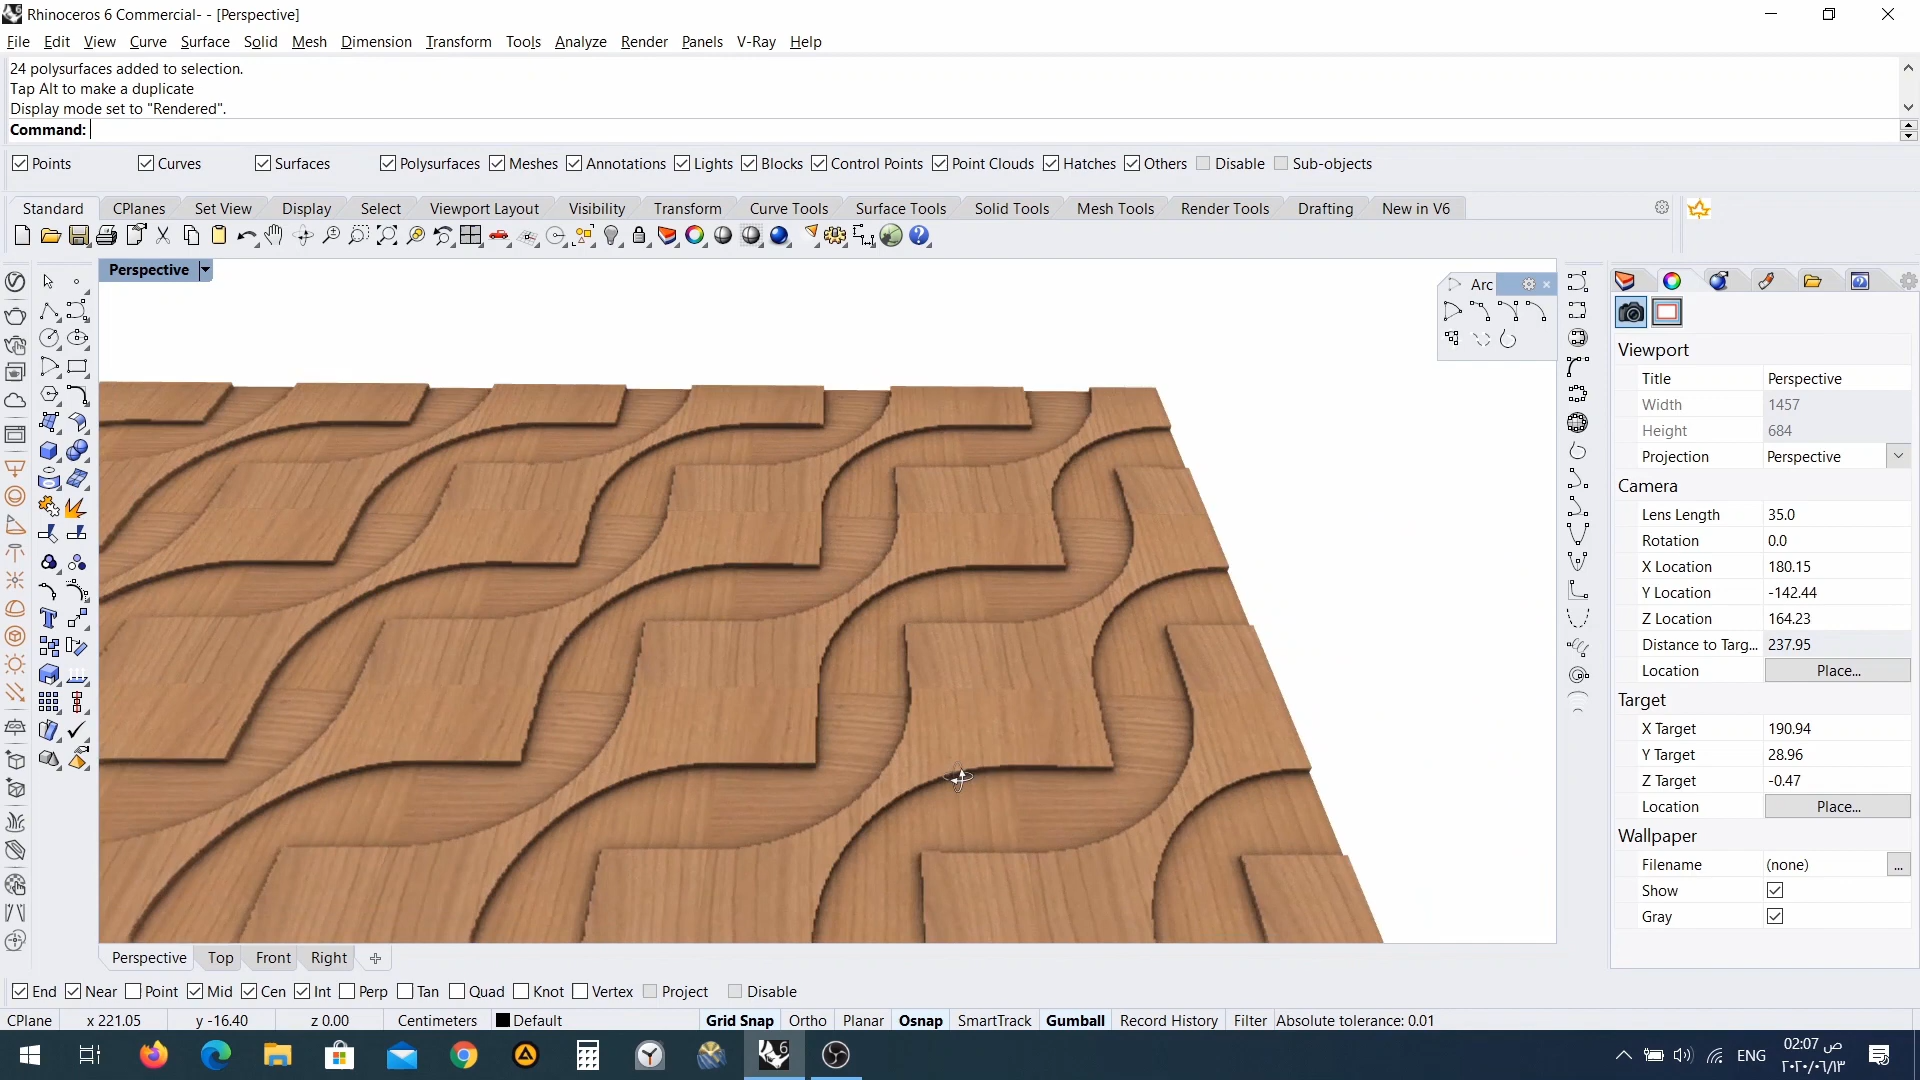 Rhinoceros 6 Commercial- - [Perspective]
File Edit View Curve Surface Solid Mesh Dimension Transform Tools Analyze Render Panels V-Ray Help
24 polysurfaces added to selection.
Tap Alt to make a duplicate
Display mode set to "Rendered".
Command:
Points Curves Surfaces Polysurfaces Meshes Annotations Lights Blocks Control Points Point Clouds Hatches Others Disable Sub-objects
Standard CPlanes Set View Display Select Viewport Layout Visibility Transform Curve Tools Surface Tools Solid Tools Mesh Tools Render Tools Drafting New in V6
Perspective
Arc
Viewport
Title Perspective
Width 1457
Height 684
Projection Perspective
Camera
Lens Length 35.0
Rotation 0.0
X Location 180.15
Y Location -142.44
Z Location 164.23
Distance to Targ... 237.95
Location Place...
Target
X Target 190.94
Y Target 28.96
Z Target -0.47
Location Place...
Wallpaper
Filename (none) ...
Show
Gray
Perspective Top Front Right
End Near Point Mid Cen Int Perp Tan Quad Knot Vertex Project Disable
CPlane x 221.05 y -16.40 z 0.00 Centimeters Default Grid Snap Ortho Planar Osnap SmartTrack Gumball Record History Filter Absolute tolerance: 0.01
6 ENG 02:07 ص
٢٠٢٠/٠٦/١٣